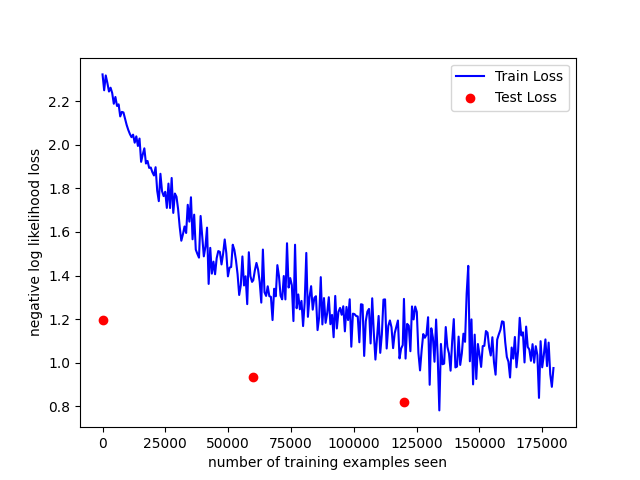 Train Loss
Test Loss
negative log likelihood loss
2.2
2.0
1.8
1.6
1.4
1.2
1.0
0.8
0 25000 50000 75000 100000 125000 150000 175000
number of training examples seen